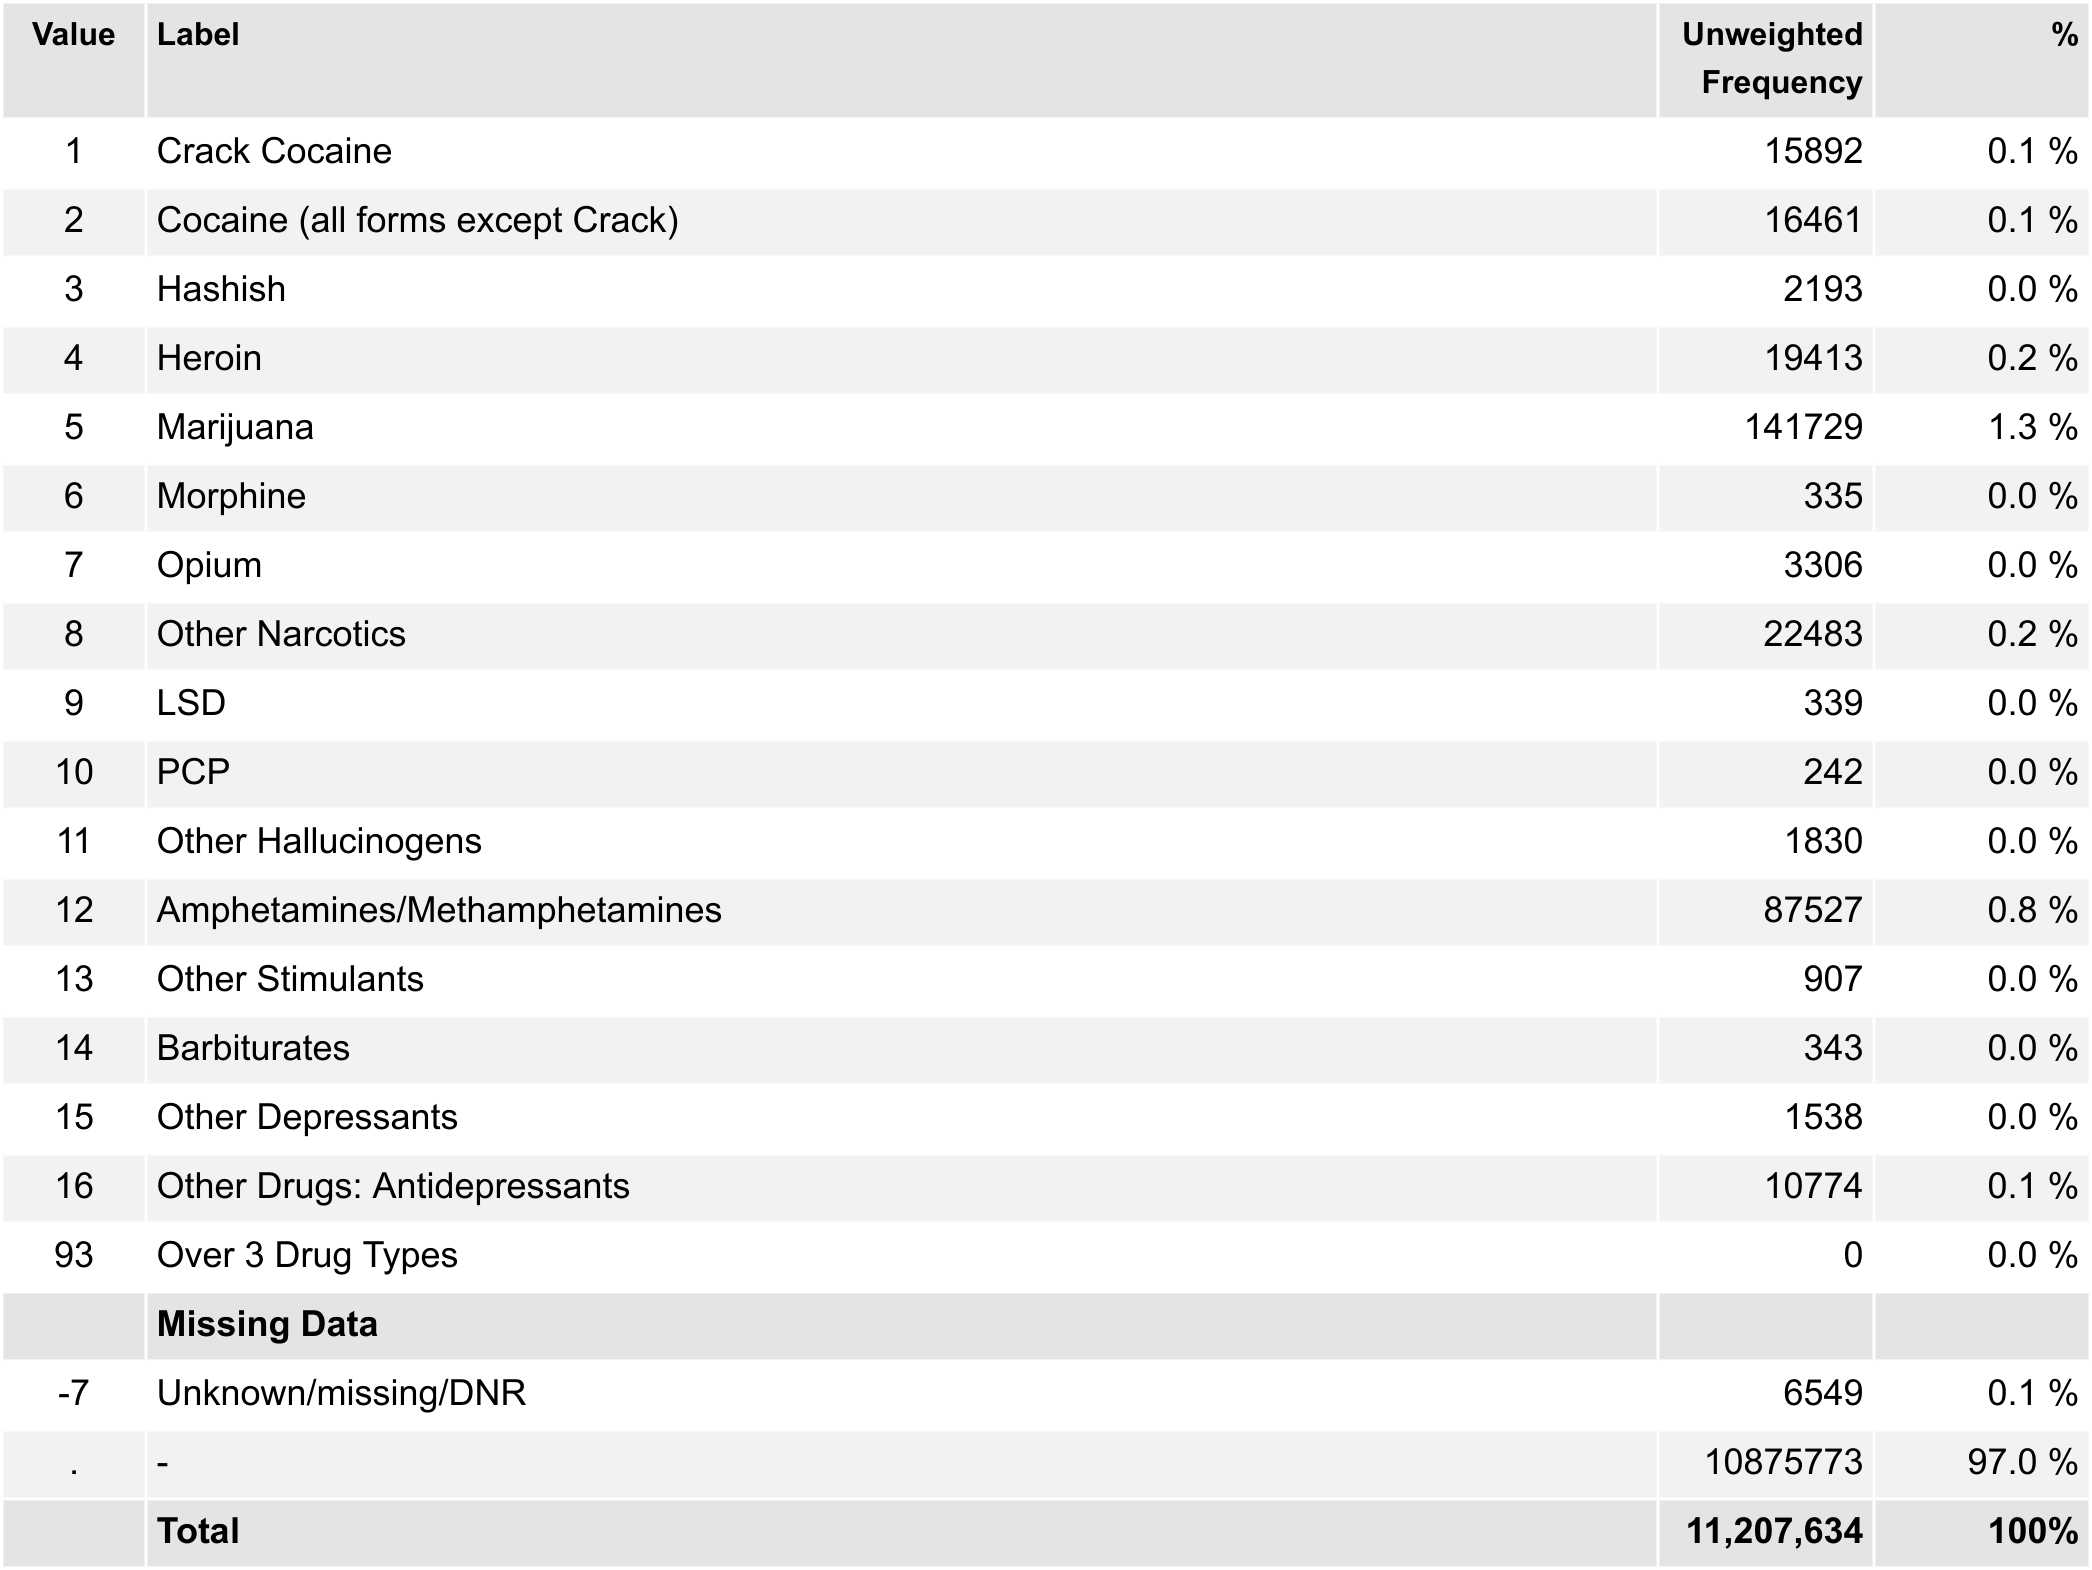 Value Label Unweighted Frequency %
1 Crack Cocaine 15892 0.1 %
2 Cocaine (all forms except Crack) 16461 0.1 %
3 Hashish 2193 0.0 %
4 Heroin 19413 0.2 %
5 Marijuana 141729 1.3 %
6 Morphine 335 0.0 %
7 Opium 3306 0.0 %
8 Other Narcotics 22483 0.2 %
9 LSD 339 0.0 %
10 PCP 242 0.0 %
11 Other Hallucinogens 1830 0.0 %
12 Amphetamines/Methamphetamines 87527 0.8 %
13 Other Stimulants 907 0.0 %
14 Barbiturates 343 0.0 %
15 Other Depressants 1538 0.0 %
16 Other Drugs: Antidepressants 10774 0.1 %
93 Over 3 Drug Types 0 0.0 %
Missing Data
-7 Unknown/missing/DNR 6549 0.1 %
. - 10875773 97.0 %
Total 11,207,634 100%